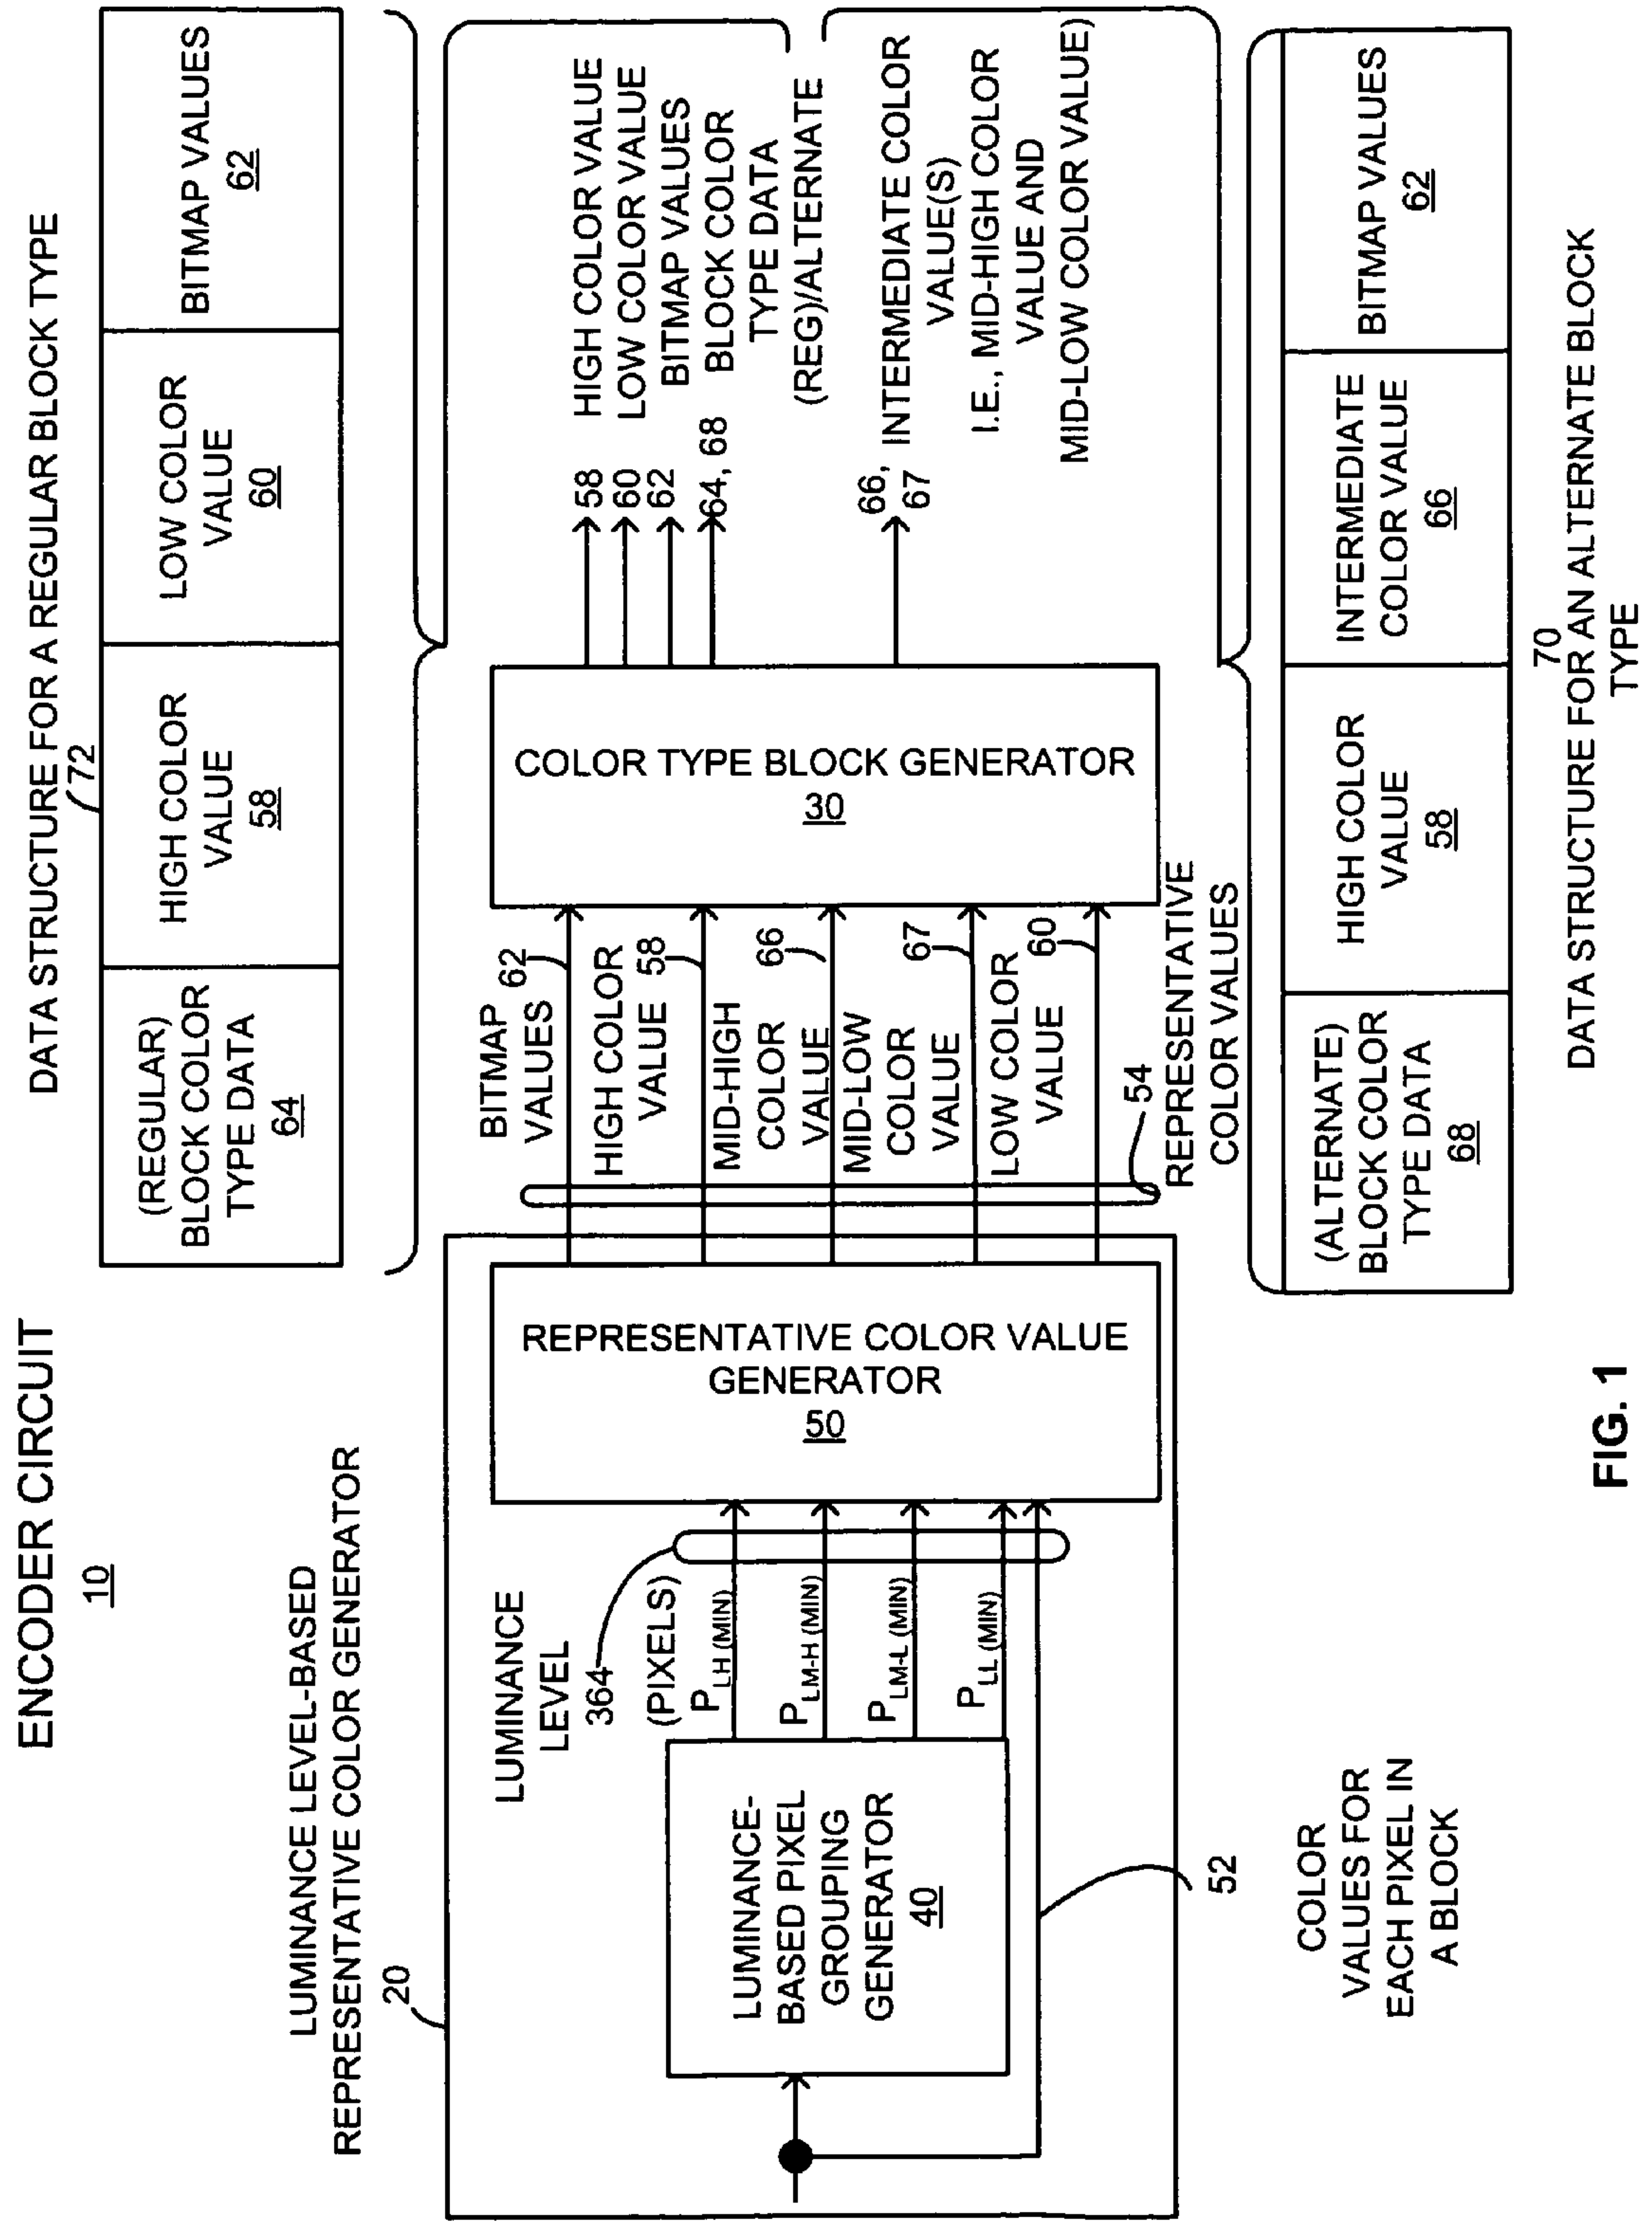 ENCODER CIRCUIT
10
DATA STRUCTURE FOR A REGULAR BLOCK TYPE
72
(REGULAR)
BLOCK COLOR
TYPE DATA
64
HIGH COLOR
VALUE
58
LOW COLOR
VALUE
60
BITMAP VALUES
62
LUMINANCE LEVEL-BASED
REPRESENTATIVE COLOR GENERATOR
20
LUMINANCE-
BASED PIXEL
GROUPING
GENERATOR
40
LUMINANCE
LEVEL
364
(PIXELS)
PLH (MIN)
PLM-H (MIN)
PLM-L (MIN)
PLL (MIN)
52
COLOR
VALUES FOR
EACH PIXEL IN
A BLOCK
REPRESENTATIVE COLOR VALUE
GENERATOR
50
BITMAP
VALUES
62
HIGH COLOR
VALUE
58
MID-HIGH
COLOR
VALUE
66
MID-LOW
COLOR
VALUE
67
LOW COLOR
VALUE
60
54
REPRESENTATIVE
COLOR VALUES
COLOR TYPE BLOCK GENERATOR
30
58 HIGH COLOR VALUE
60 LOW COLOR VALUE
62 BITMAP VALUES
64, 68 BLOCK COLOR
TYPE DATA
(REG)/ALTERNATE
66, INTERMEDIATE COLOR
67 VALUE(S)
I.E., MID-HIGH COLOR
VALUE AND
MID-LOW COLOR VALUE)
(ALTERNATE)
BLOCK COLOR
TYPE DATA
68
HIGH COLOR
VALUE
58
INTERMEDIATE
COLOR VALUE
66
BITMAP VALUES
62
70
DATA STRUCTURE FOR AN ALTERNATE BLOCK
TYPE
FIG. 1